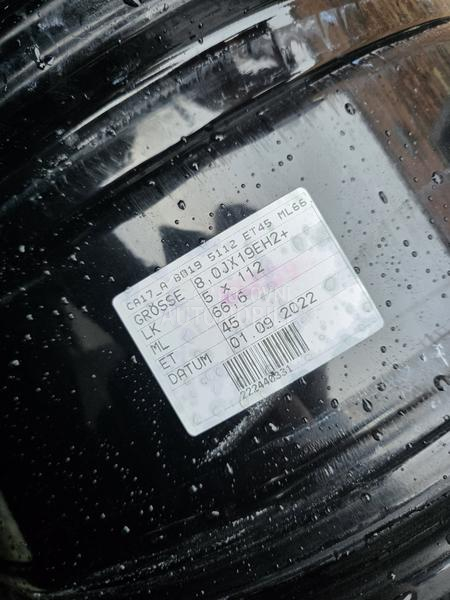 CA17_A 8019 5112 ET45 ML66
GRÖSSE 8,0JX19EH2+
LK 5 x 112
ML 66,6
ET 45
DATUM 01 09 2022
222440331